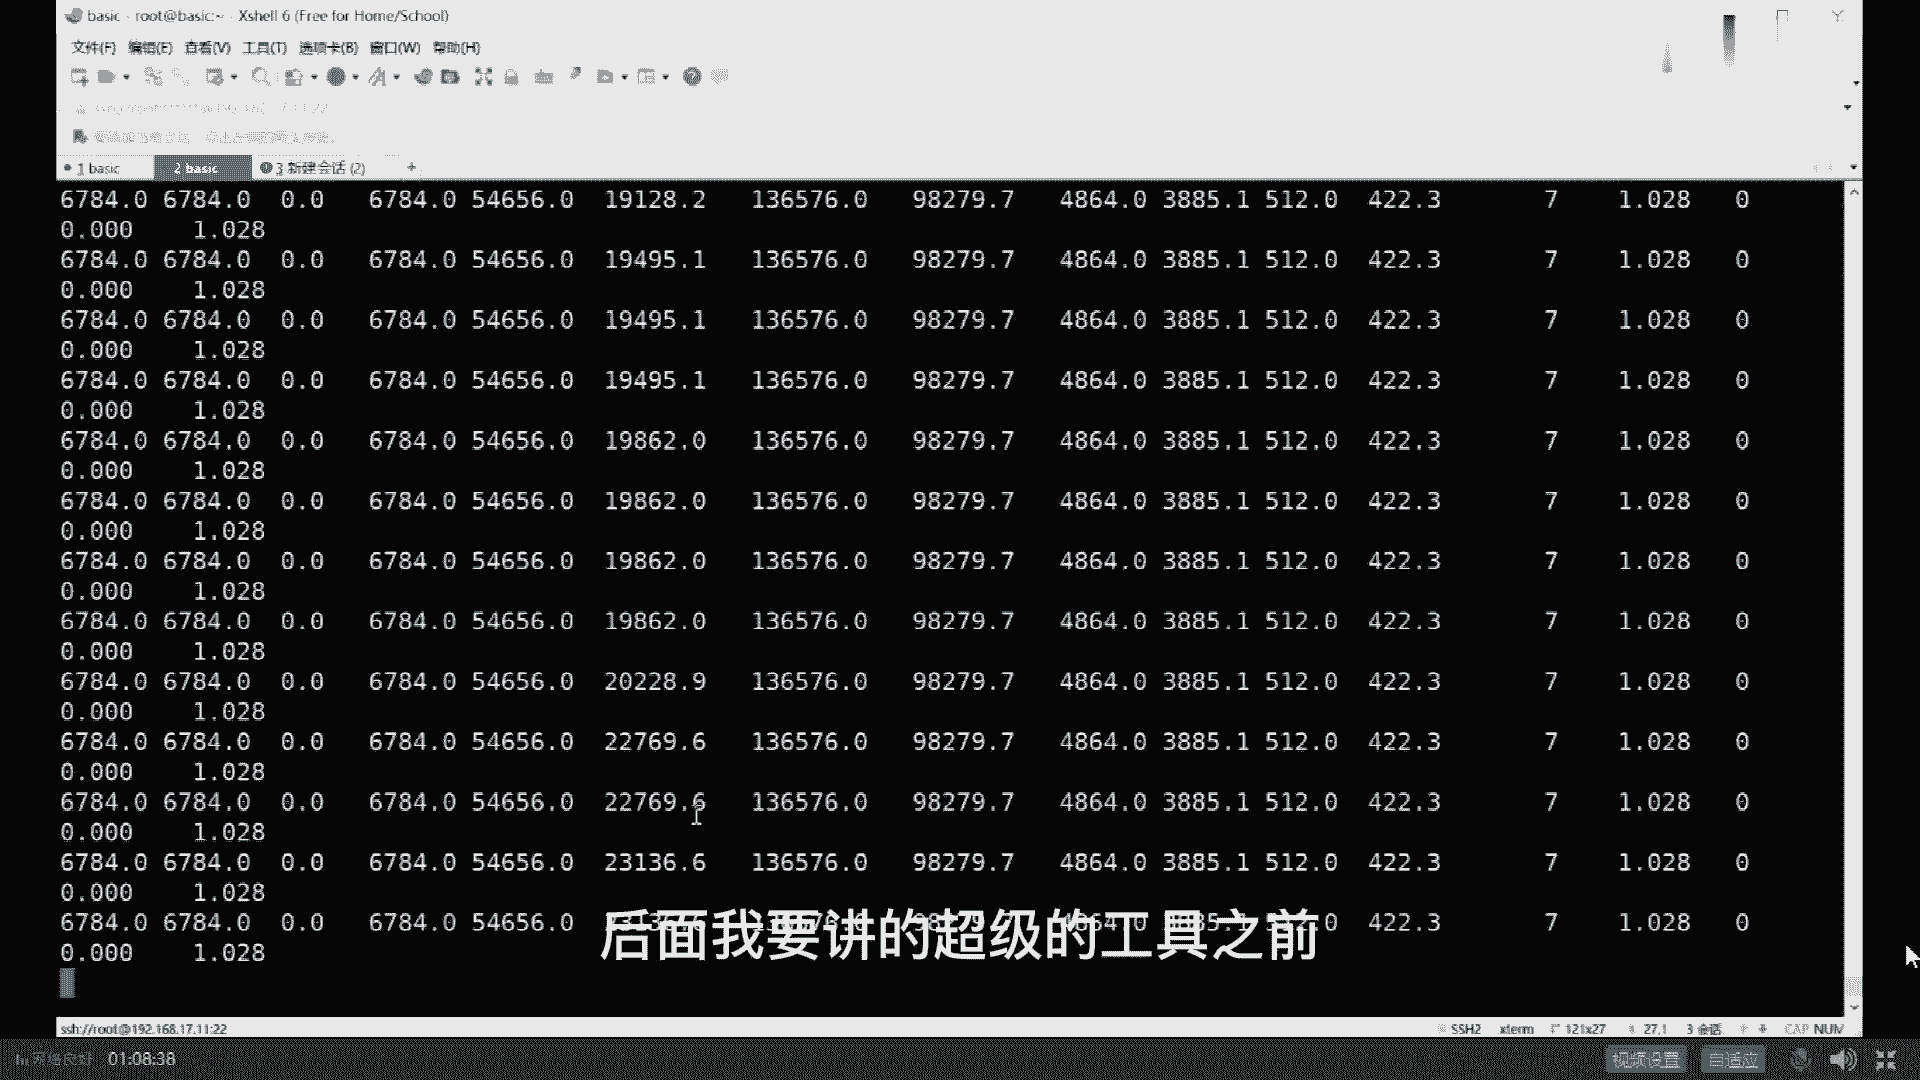 basic - root@basic:~ - Xshell 6 (Free for Home/School)
文件(F) 编辑(E) 查看(V) 工具(T) 选项卡(B) 窗口(W) 帮助(H)
1 basic 2 basic 3 新建会话 (2) +
6784.0 6784.0 0.0 6784.0 54656.0 19128.2 136576.0 98279.7 4864.0 3885.1 512.0 422.3 7 1.028 0
0.000 1.028
6784.0 6784.0 0.0 6784.0 54656.0 19495.1 136576.0 98279.7 4864.0 3885.1 512.0 422.3 7 1.028 0
0.000 1.028
6784.0 6784.0 0.0 6784.0 54656.0 19495.1 136576.0 98279.7 4864.0 3885.1 512.0 422.3 7 1.028 0
0.000 1.028
6784.0 6784.0 0.0 6784.0 54656.0 19495.1 136576.0 98279.7 4864.0 3885.1 512.0 422.3 7 1.028 0
0.000 1.028
6784.0 6784.0 0.0 6784.0 54656.0 19862.0 136576.0 98279.7 4864.0 3885.1 512.0 422.3 7 1.028 0
0.000 1.028
6784.0 6784.0 0.0 6784.0 54656.0 19862.0 136576.0 98279.7 4864.0 3885.1 512.0 422.3 7 1.028 0
0.000 1.028
6784.0 6784.0 0.0 6784.0 54656.0 19862.0 136576.0 98279.7 4864.0 3885.1 512.0 422.3 7 1.028 0
0.000 1.028
6784.0 6784.0 0.0 6784.0 54656.0 19862.0 136576.0 98279.7 4864.0 3885.1 512.0 422.3 7 1.028 0
0.000 1.028
6784.0 6784.0 0.0 6784.0 54656.0 20228.9 136576.0 98279.7 4864.0 3885.1 512.0 422.3 7 1.028 0
0.000 1.028
6784.0 6784.0 0.0 6784.0 54656.0 22769.6 136576.0 98279.7 4864.0 3885.1 512.0 422.3 7 1.028 0
0.000 1.028
6784.0 6784.0 0.0 6784.0 54656.0 22769.6 136576.0 98279.7 4864.0 3885.1 512.0 422.3 7 1.028 0
0.000 1.028
6784.0 6784.0 0.0 6784.0 54656.0 23136.6 136576.0 98279.7 4864.0 3885.1 512.0 422.3 7 1.028 0
0.000 1.028
6784.0 6784.0 0.0 6784.0 54656.0 422.3 7 1.028 0
0.000 1.028
后面我要讲的超级的工具之前
ssh://root@192.168.17.11:22 SSH2 xterm 121x27 27,1 3 会话 CAP NUM
网络良好 01:08:38 视频设置 自适应